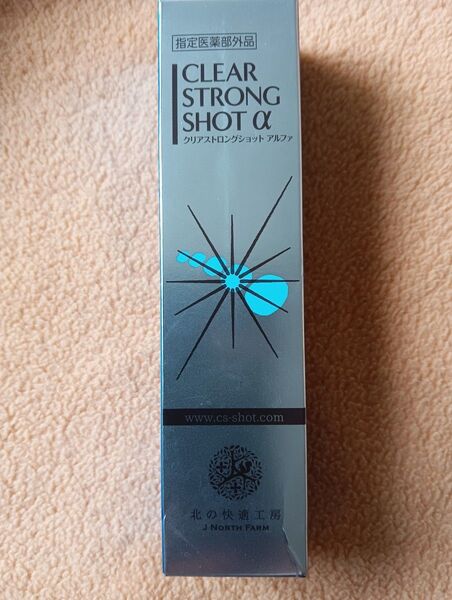 指定医薬部外品
CLEAR
STRONG
SHOT α
クリアストロングショット アルファ
www.cs-shot.com
北の快適工房
J NORTH FARM